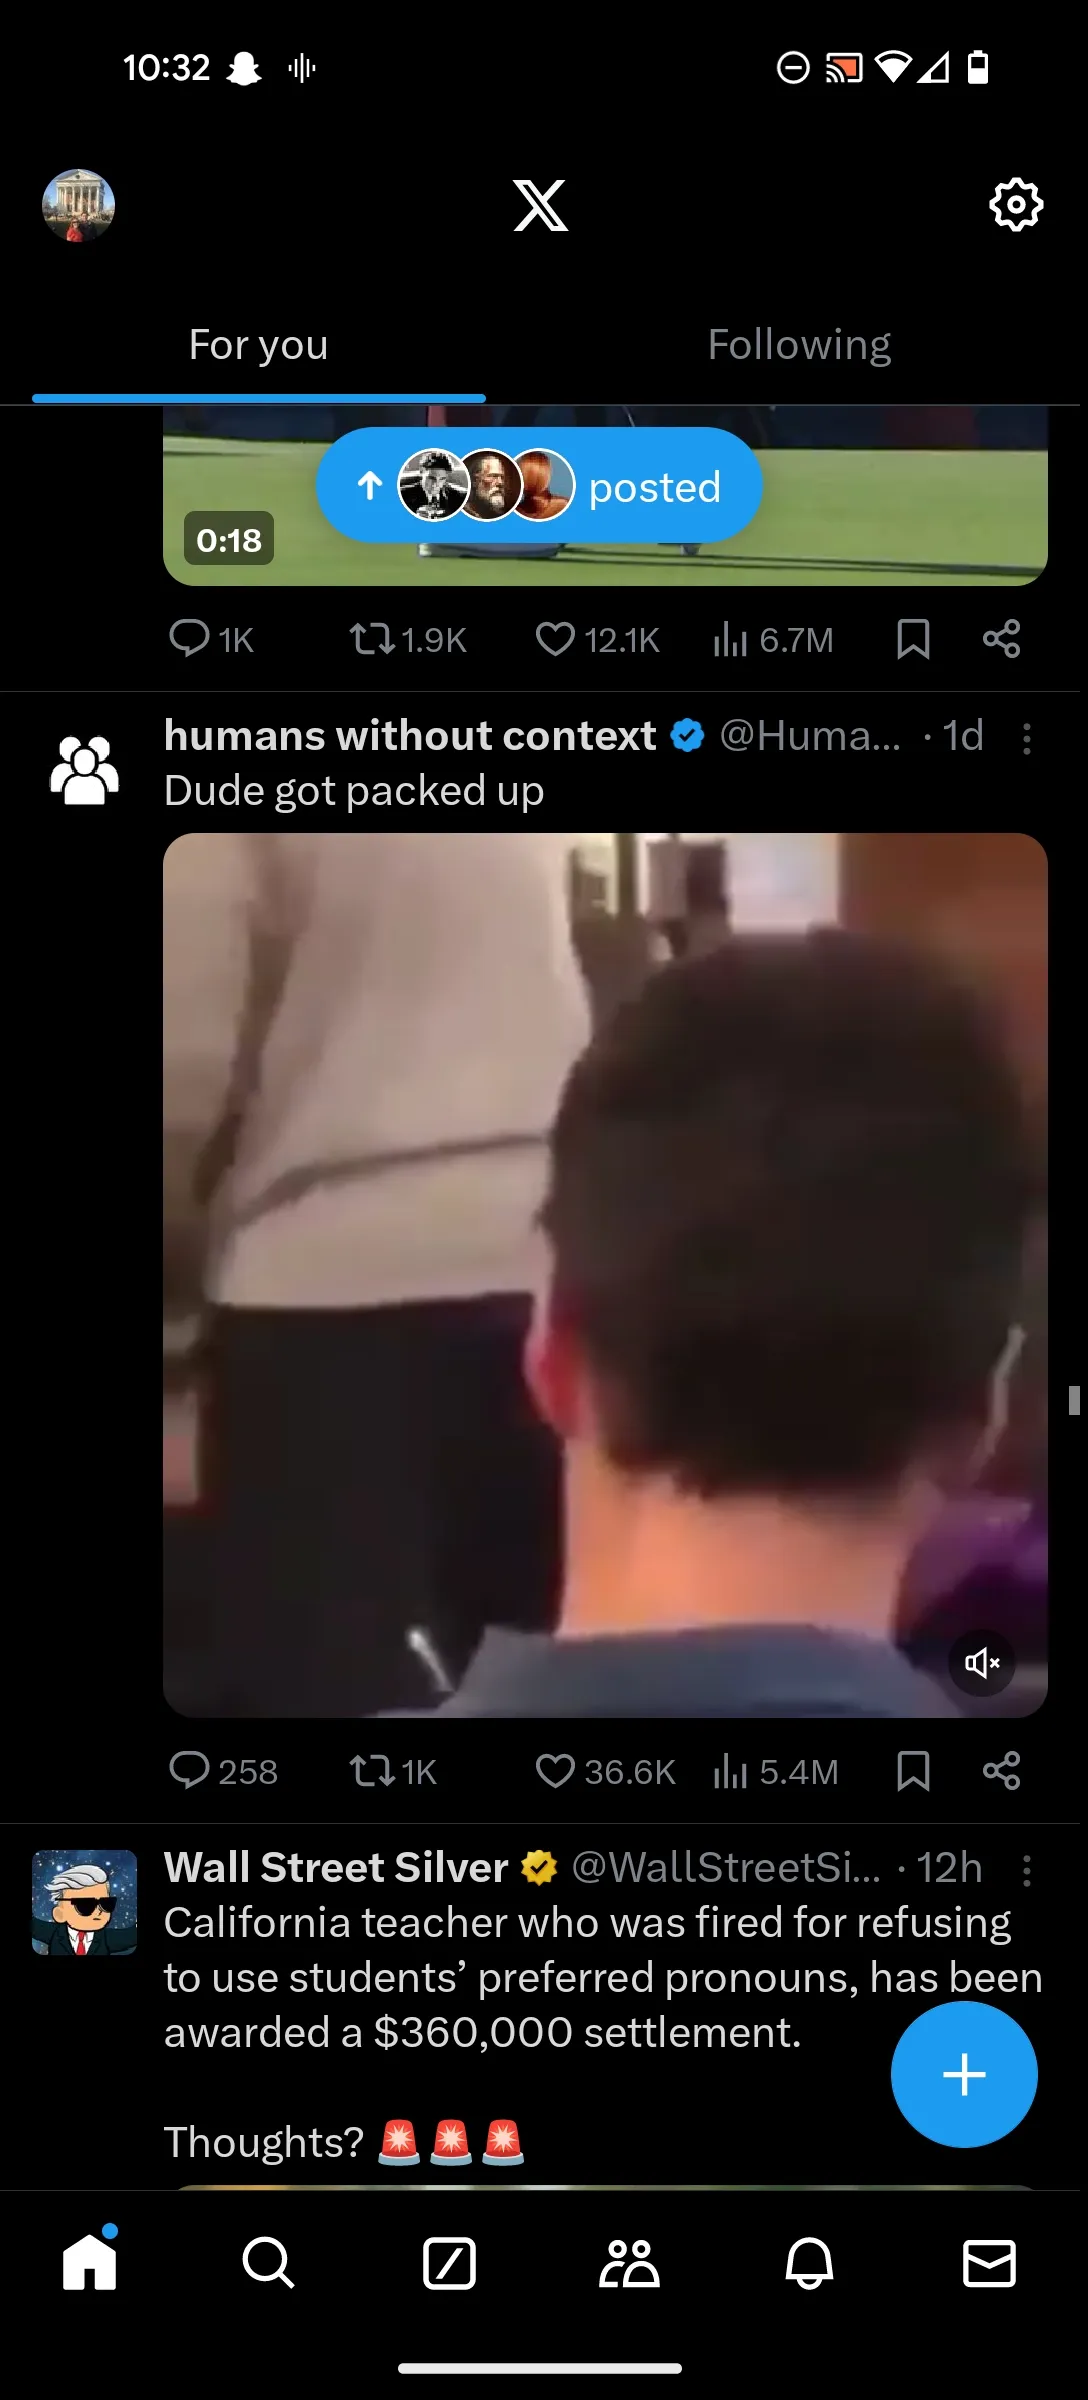 10:32
For you
Following
posted
0:18
1K
1.9K
12.1K
6.7M
humans without context @Huma... · 1d
Dude got packed up
258
1K
36.6K
5.4M
Wall Street Silver @WallStreetSi... · 12h
California teacher who was fired for refusing
to use students’ preferred pronouns, has been
awarded a $360,000 settlement.
Thoughts? 🚨🚨🚨